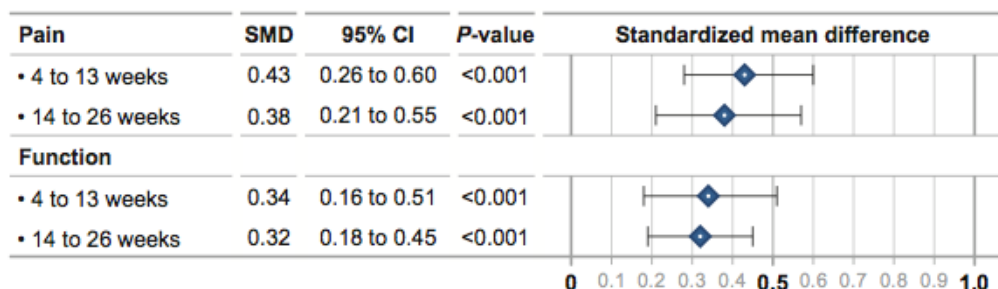 Pain SMD 95% CI P-value Standardized mean difference
• 4 to 13 weeks 0.43 0.26 to 0.60 <0.001
• 14 to 26 weeks 0.38 0.21 to 0.55 <0.001
Function
• 4 to 13 weeks 0.34 0.16 to 0.51 <0.001
• 14 to 26 weeks 0.32 0.18 to 0.45 <0.001
0 0.1 0.2 0.3 0.4 0.5 0.6 0.7 0.8 0.9 1.0